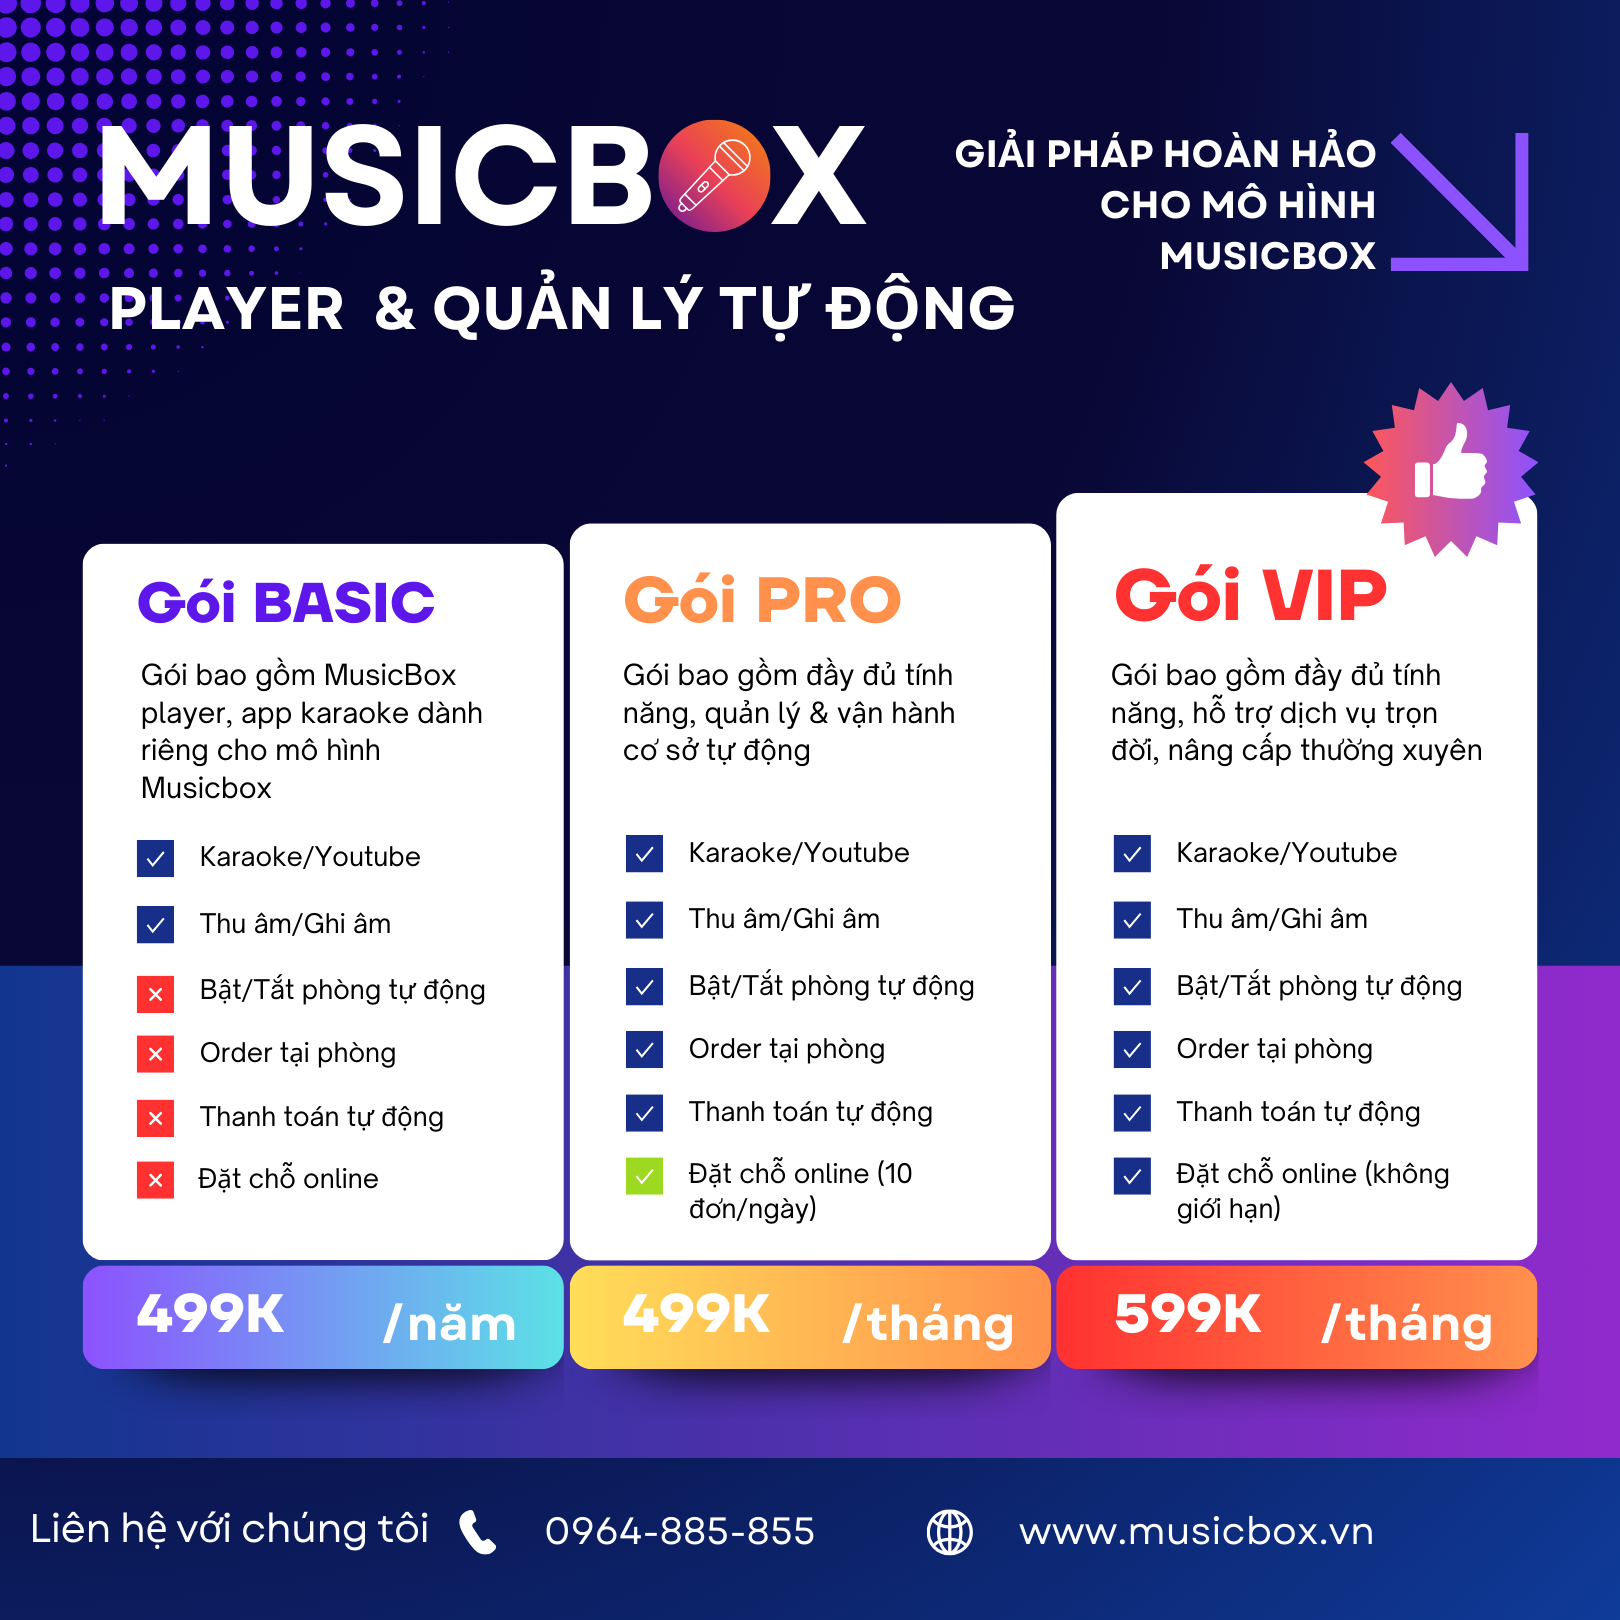 MUSICBOX
PLAYER & QUẢN LÝ TỰ ĐỘNG
GIẢI PHÁP HOÀN HẢO
CHO MÔ HÌNH
MUSICBOX
Gói BASIC
Gói bao gồm MusicBox
player, app karaoke dành
riêng cho mô hình
Musicbox
Karaoke/Youtube
Thu âm/Ghi âm
Bật/Tắt phòng tự động
Order tại phòng
Thanh toán tự động
Đặt chỗ online
499K /năm
Gói PRO
Gói bao gồm đầy đủ tính
năng, quản lý & vận hành
cơ sở tự động
Karaoke/Youtube
Thu âm/Ghi âm
Bật/Tắt phòng tự động
Order tại phòng
Thanh toán tự động
Đặt chỗ online (10
đơn/ngày)
499K /tháng
Gói VIP
Gói bao gồm đầy đủ tính
năng, hỗ trợ dịch vụ trọn
đời, nâng cấp thường xuyên
Karaoke/Youtube
Thu âm/Ghi âm
Bật/Tắt phòng tự động
Order tại phòng
Thanh toán tự động
Đặt chỗ online (không
giới hạn)
599K /tháng
Liên hệ với chúng tôi 0964-885-855 www.musicbox.vn